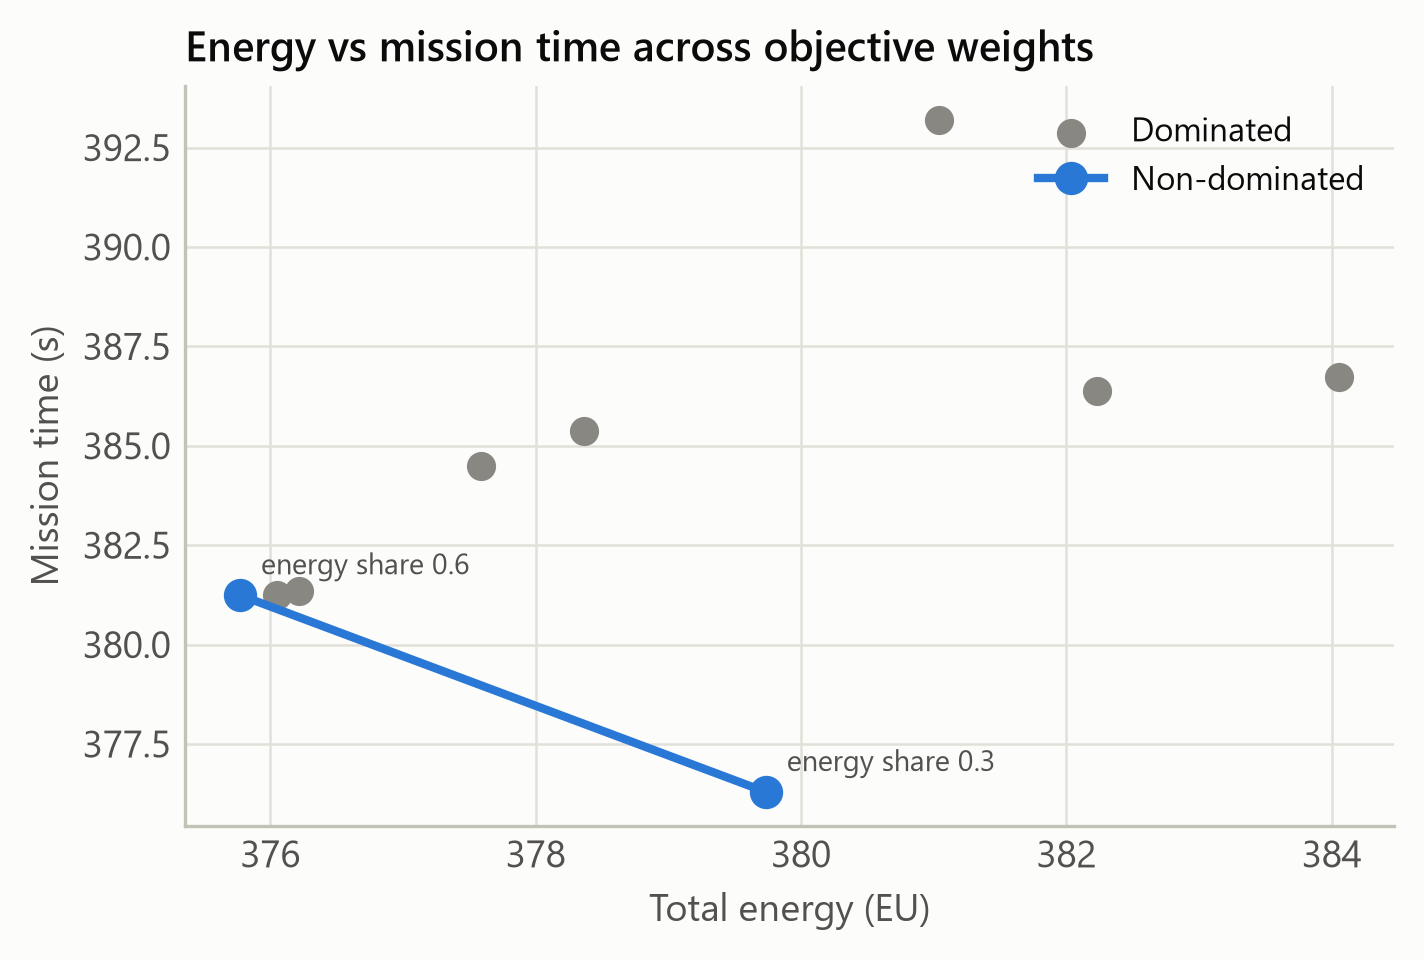 Energy vs mission time across objective weights
Dominated
Non-dominated
392.5
390.0
387.5
385.0
382.5
380.0
377.5
Mission time (s)
energy share 0.6
energy share 0.3
376
378
380
382
384
Total energy (EU)